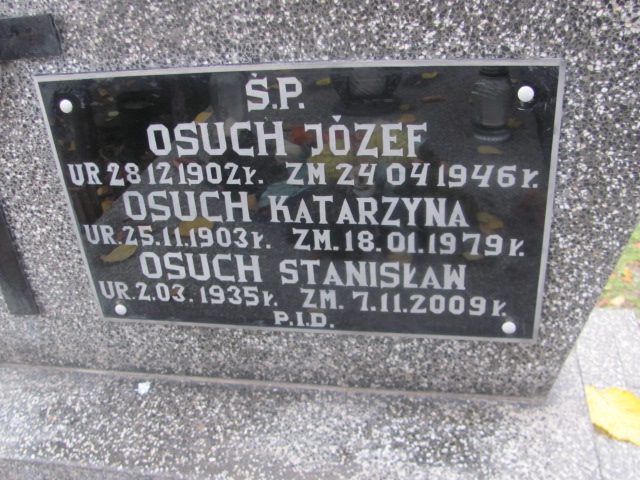 Ś.P.
OSUCH JÓZEF
UR 28 12 1902r. ZM 24 04 1946r.
OSUCH KATARZYNA
UR. 25.11.1903r. ZM. 18.01.1979r.
OSUCH STANISŁAW
UR. 2.03.1935r. ZM. 7.11.2009r.
P.I.D.